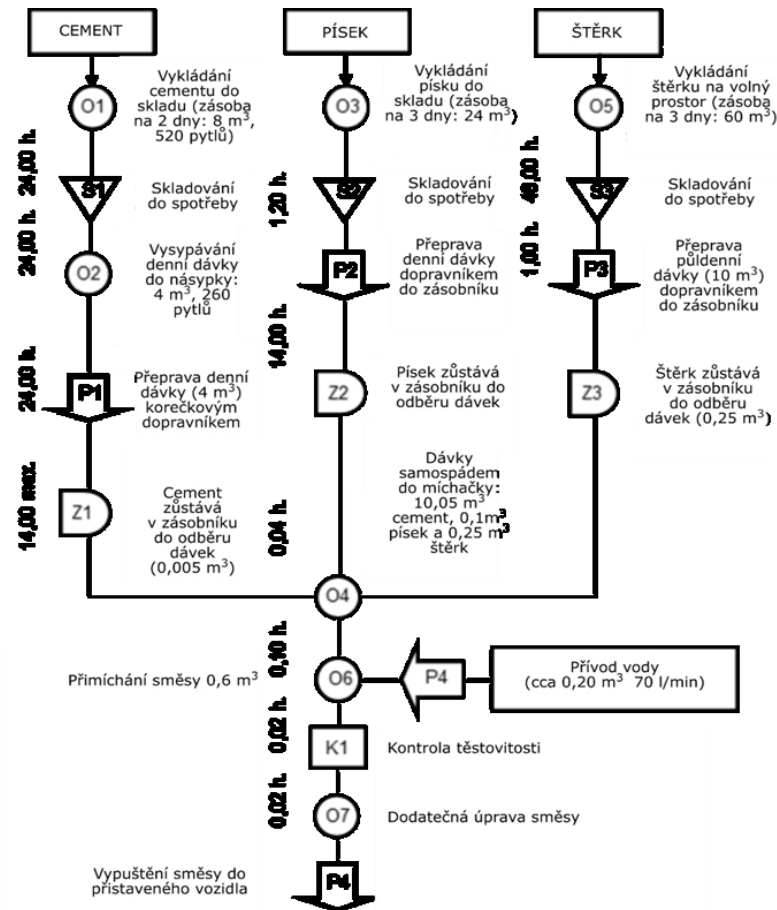 CEMENT
PÍSEK
ŠTĚRK
O1
Vykládání
cementu do
skladu (zásoba
na 2 dny: 8 m³,
520 pytlů)
O3
Vykládání
písku do
skladu (zásoba
na 3 dny: 24 m³)
O5
Vykládání
štěrku na volný
prostor (zásoba
na 3 dny: 60 m³)
24,00 h.
S1
Skladování
do spotřeby
1,20 h.
S2
Skladování
do spotřeby
48,00 h.
S3
Skladování
do spotřeby
24,00 h.
O2
Vysypávání
denní dávky
do násypky:
4 m³, 260
pytlů
P2
Přeprava
denní dávky
dopravníkem
do zásobníku
1,00 h.
P3
Přeprava
půldenní
dávky (10 m³)
dopravníkem
do zásobníku
24,00 h.
P1
Přeprava denní
dávky (4 m³)
korečkovým
dopravníkem
14,00 h.
Z2
Písek zůstává
v zásobníku do
odběru dávek
Z3
Štěrk zůstává
v zásobníku
do odběru
dávek (0,25 m³)
14,00 max.
Z1
Cement
zůstává
v zásobníku
do odběru
dávek
(0,005 m³)
0,04 h.
Dávky
samospádem
do míchačky:
10,05 m³
cement, 0,1m³
písek a 0,25 m³
štěrk
O4
0,10 h.
Přimíchání směsy 0,6 m³
O6
P4
Přívod vody
(cca 0,20 m³ 70 l/min)
0,02 h.
K1
Kontrola těstovitosti
0,02 h.
O7
Dodatečná úprava směsy
Vypuštění směsy do
přistaveného vozidla
P4